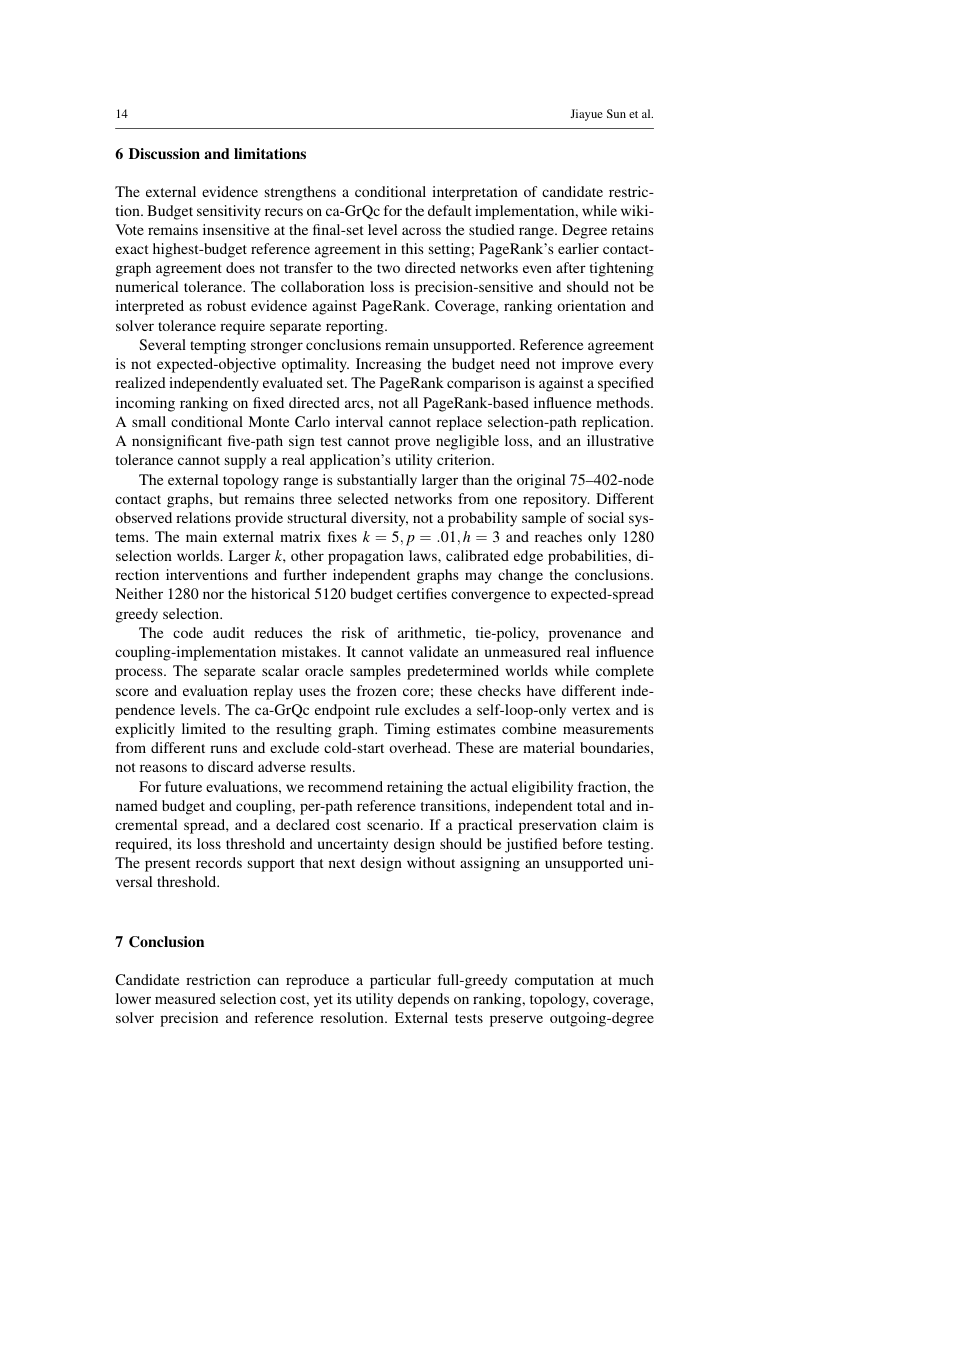 14
Jiayue Sun et al.
6 Discussion and limitations
The external evidence strengthens a conditional interpretation of candidate restric-
tion. Budget sensitivity recurs on ca-GrQc for the default implementation, while wiki-
Vote remains insensitive at the final-set level across the studied range. Degree retains
exact highest-budget reference agreement in this setting; PageRank's earlier contact-
graph agreement does not transfer to the two directed networks even after tightening
numerical tolerance. The collaboration loss is precision-sensitive and should not be
interpreted as robust evidence against PageRank. Coverage, ranking orientation and
solver tolerance require separate reporting.
Several tempting stronger conclusions remain unsupported. Reference agreement
is not expected-objective optimality. Increasing the budget need not improve every
realized independently evaluated set. The PageRank comparison is against a specified
incoming ranking on fixed directed arcs, not all PageRank-based influence methods.
A small conditional Monte Carlo interval cannot replace selection-path replication.
A nonsignificant five-path sign test cannot prove negligible loss, and an illustrative
tolerance cannot supply a real application's utility criterion.
The external topology range is substantially larger than the original 75–402-node
contact graphs, but remains three selected networks from one repository. Different
observed relations provide structural diversity, not a probability sample of social sys-
tems. The main external matrix fixes k = 5, p = .01, h = 3 and reaches only 1280
selection worlds. Larger k, other propagation laws, calibrated edge probabilities, di-
rection interventions and further independent graphs may change the conclusions.
Neither 1280 nor the historical 5120 budget certifies convergence to expected-spread
greedy selection.
The code audit reduces the risk of arithmetic, tie-policy, provenance and
coupling-implementation mistakes. It cannot validate an unmeasured real influence
process. The separate scalar oracle samples predetermined worlds while complete
score and evaluation replay uses the frozen core; these checks have different inde-
pendence levels. The ca-GrQc endpoint rule excludes a self-loop-only vertex and is
explicitly limited to the resulting graph. Timing estimates combine measurements
from different runs and exclude cold-start overhead. These are material boundaries,
not reasons to discard adverse results.
For future evaluations, we recommend retaining the actual eligibility fraction, the
named budget and coupling, per-path reference transitions, independent total and in-
cremental spread, and a declared cost scenario. If a practical preservation claim is
required, its loss threshold and uncertainty design should be justified before testing.
The present records support that next design without assigning an unsupported uni-
versal threshold.
7 Conclusion
Candidate restriction can reproduce a particular full-greedy computation at much
lower measured selection cost, yet its utility depends on ranking, topology, coverage,
solver precision and reference resolution. External tests preserve outgoing-degree